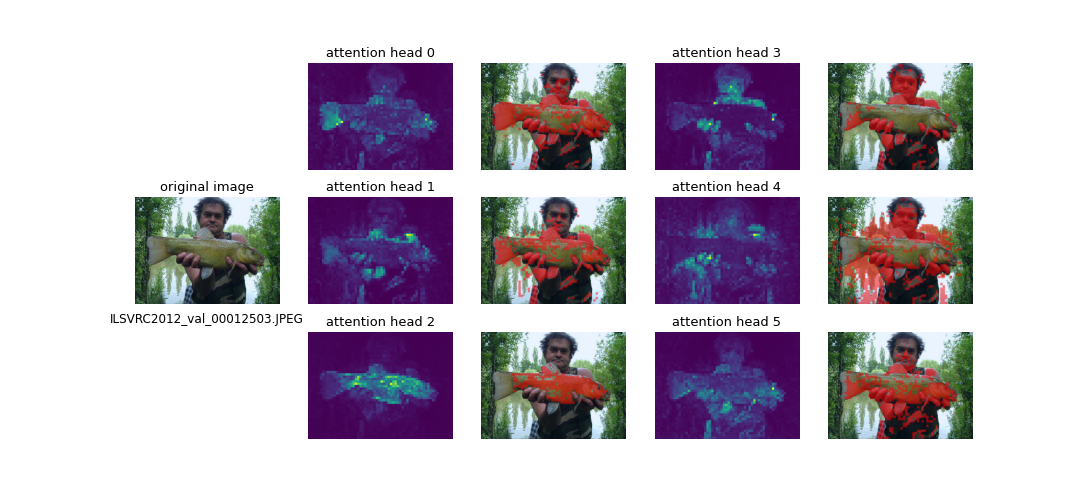 attention head 0
attention head 3
original image
attention head 1
attention head 4
ILSVRC2012_val_00012503.JPEG
attention head 2
attention head 5